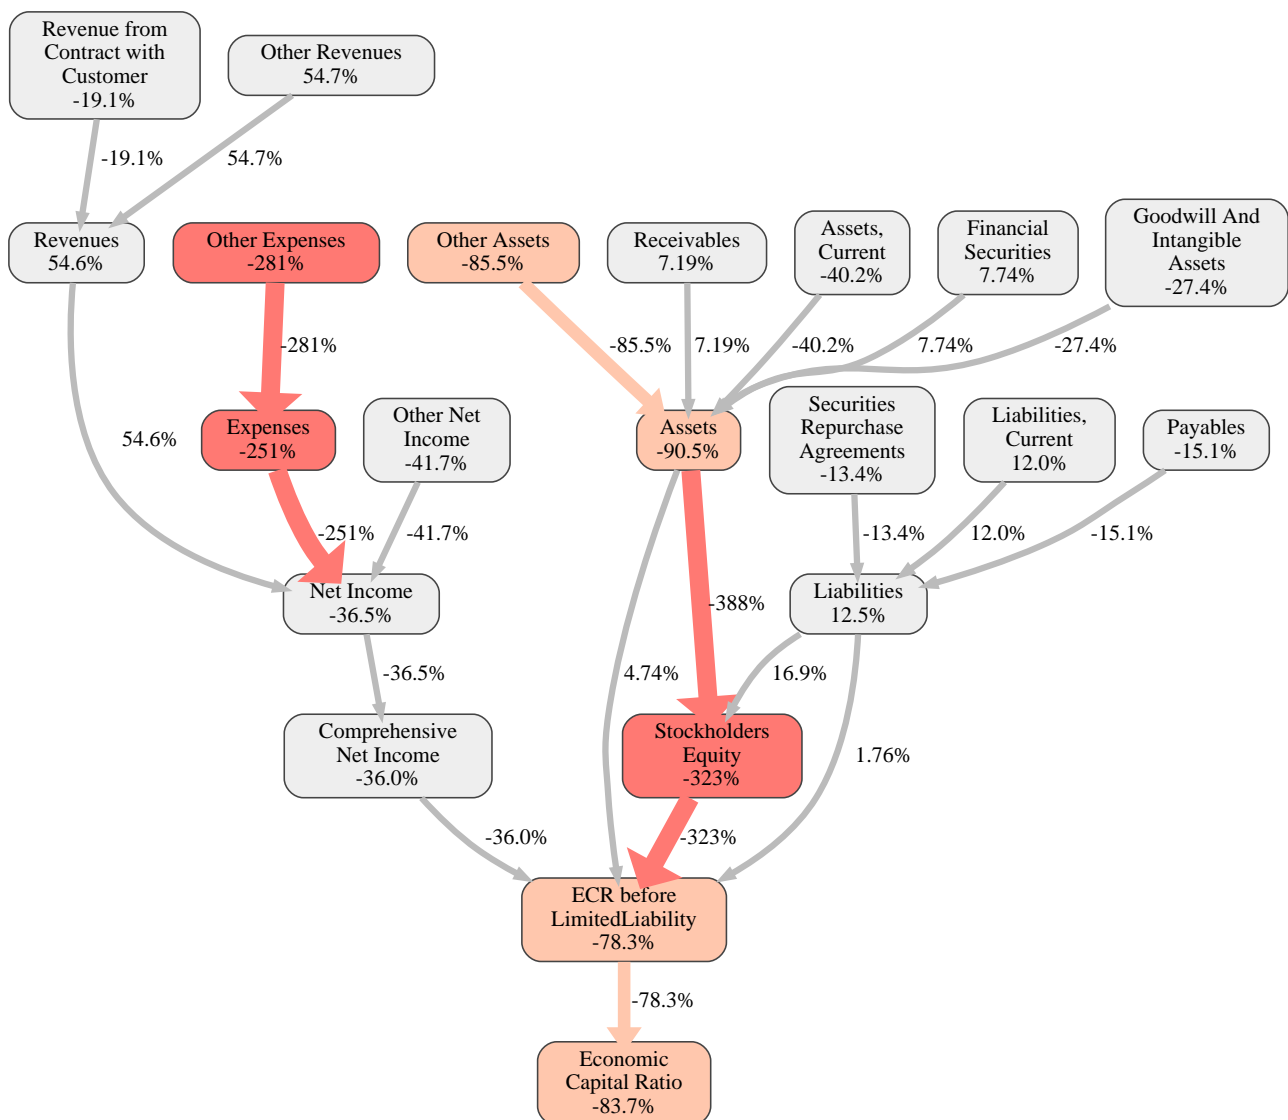 Revenue from
Contract with
Customer
-19.1%
Other Revenues
54.7%
-19.1%
54.7%
Revenues
54.6%
Other Expenses
-281%
Other Assets
-85.5%
Receivables
7.19%
Assets,
Current
-40.2%
Financial
Securities
7.74%
Goodwill And
Intangible
Assets
-27.4%
-281%
-85.5%
7.19%
-40.2%
7.74%
-27.4%
54.6%
Expenses
-251%
Other Net
Income
-41.7%
Assets
-90.5%
Securities
Repurchase
Agreements
-13.4%
Liabilities,
Current
12.0%
Payables
-15.1%
-251%
-41.7%
-13.4%
12.0%
-15.1%
Net Income
-36.5%
-388%
Liabilities
12.5%
-36.5%
4.74%
16.9%
1.76%
Comprehensive
Net Income
-36.0%
Stockholders
Equity
-323%
-36.0%
-323%
ECR before
LimitedLiability
-78.3%
-78.3%
Economic
Capital Ratio
-83.7%